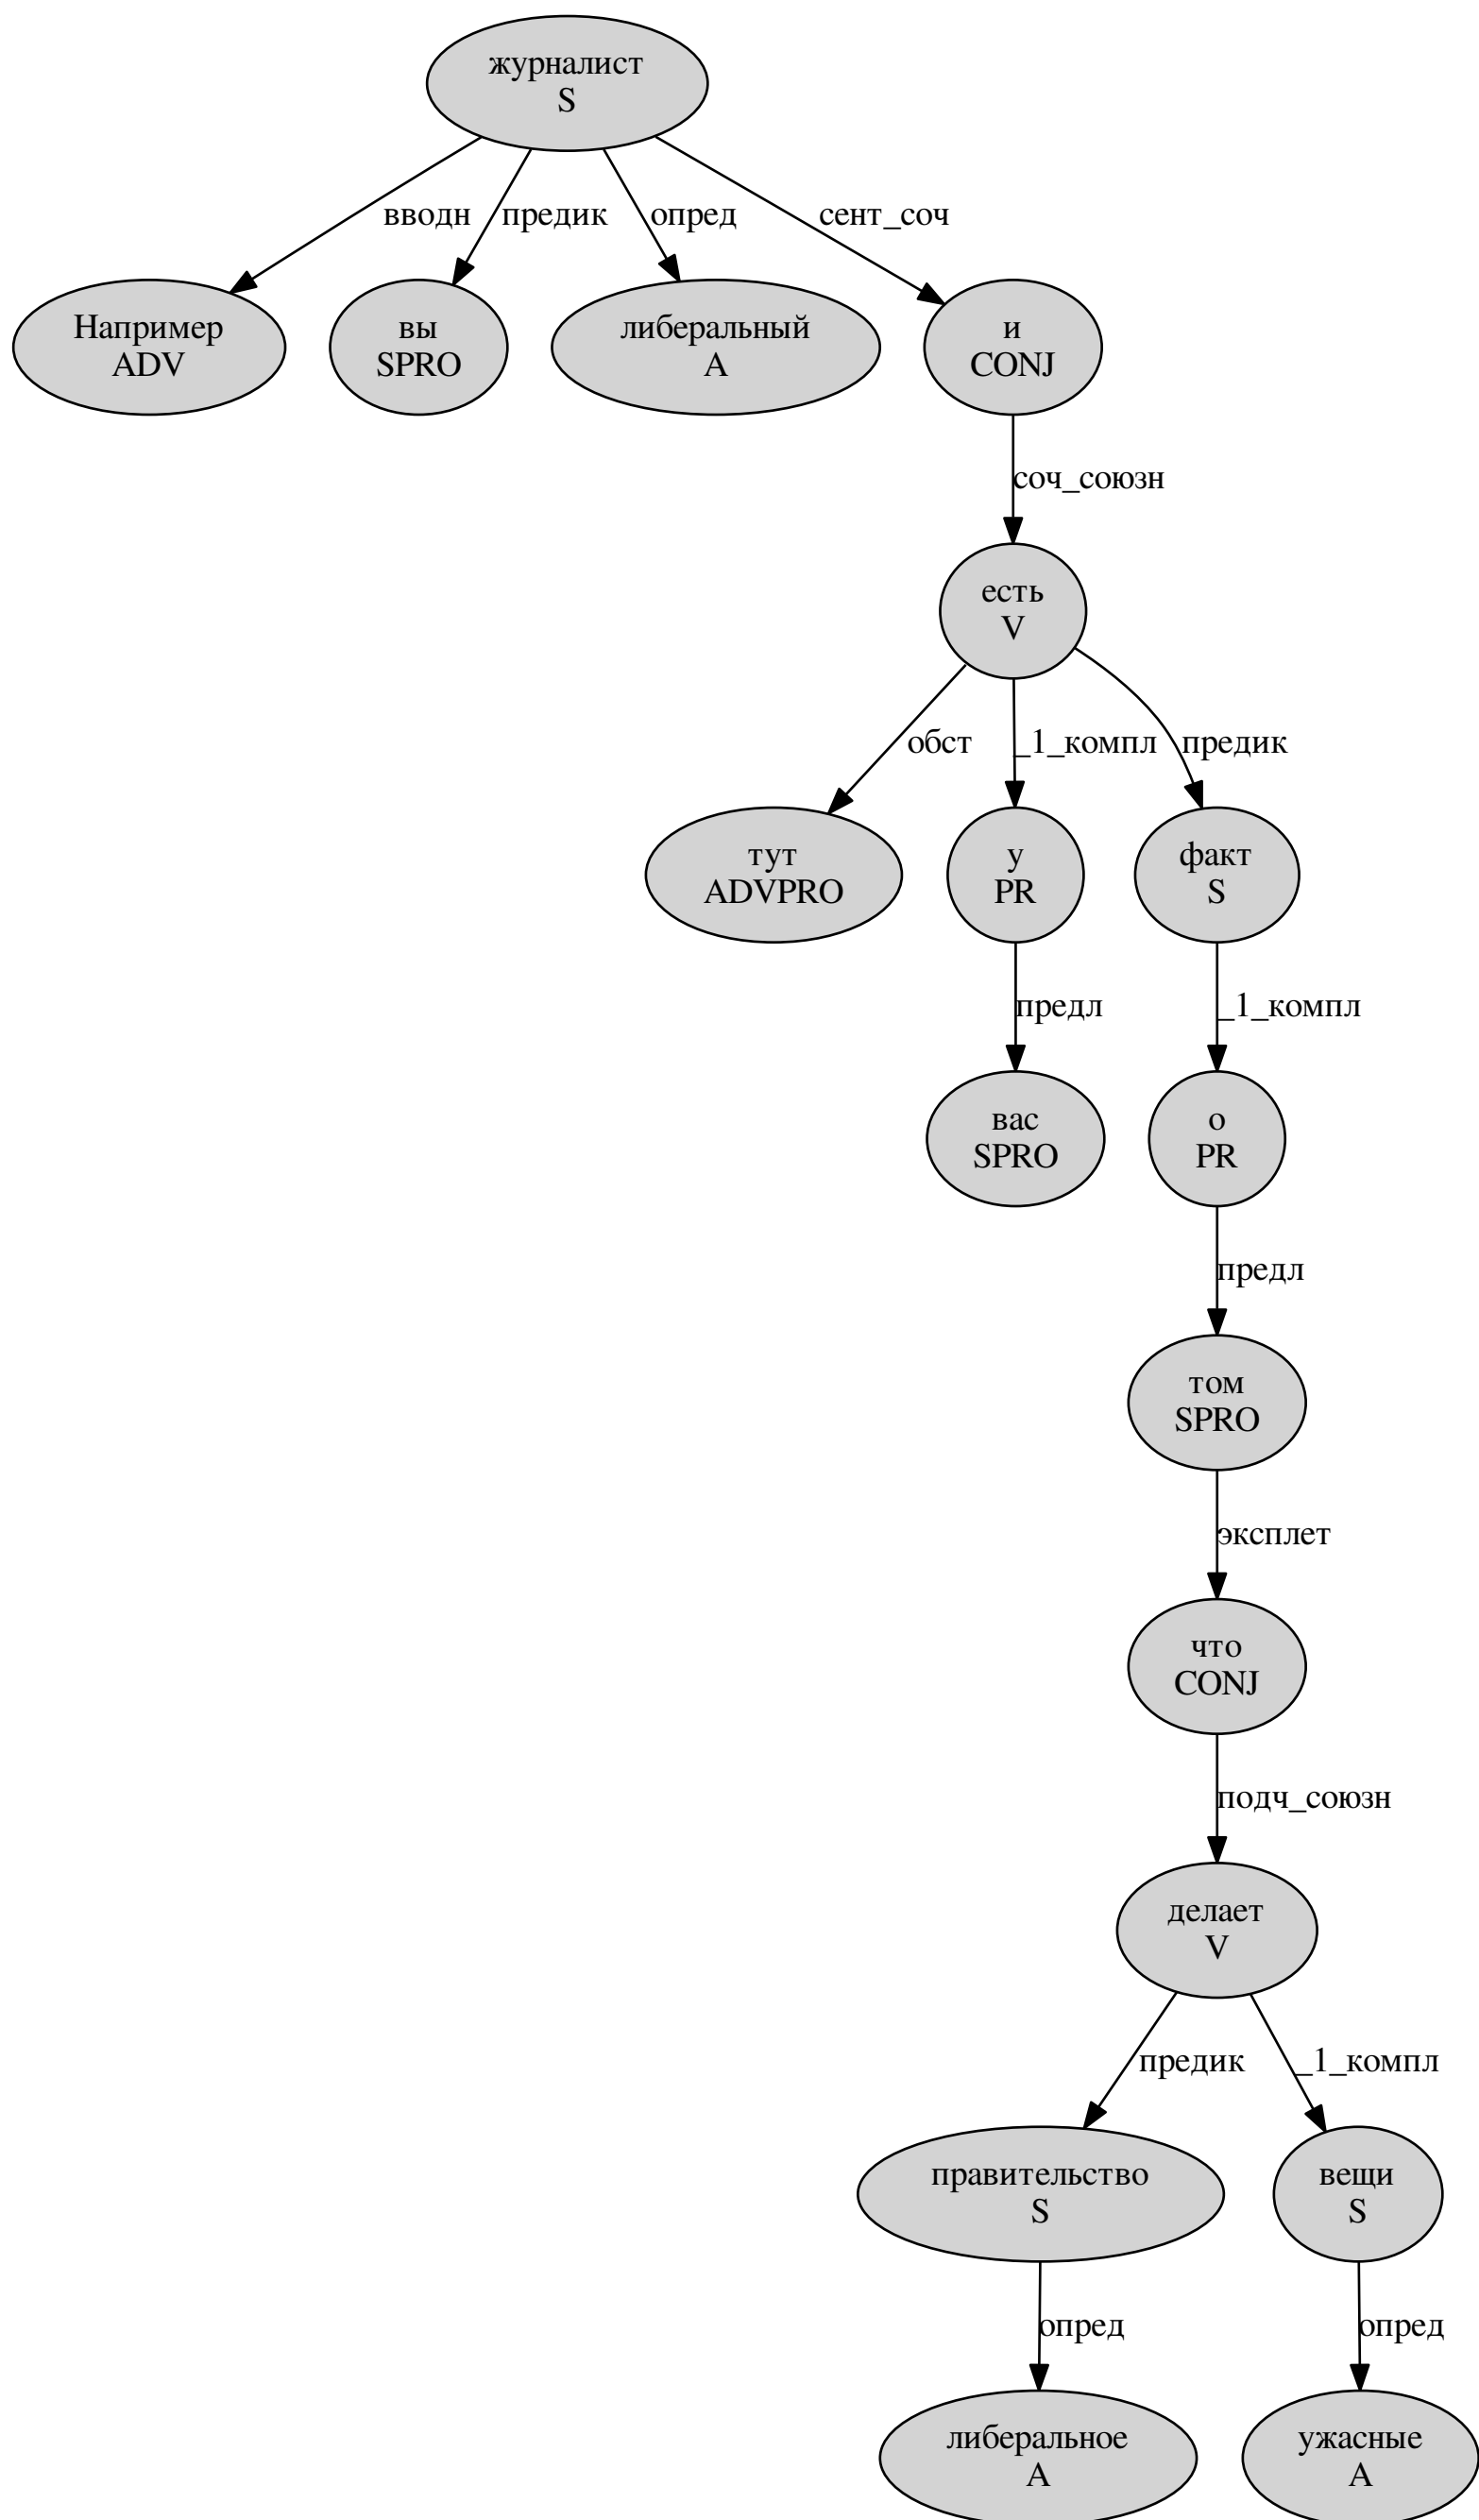 журналист
S
вводн
предик
опред
сент_соч
Например
ADV
вы
SPRO
либеральный
A
и
CONJ
соч_союзн
есть
V
обст
_1_компл
предик
тут
ADVPRO
у
PR
факт
S
предл
_1_компл
вас
SPRO
о
PR
предл
том
SPRO
эксплет
что
CONJ
подч_союзн
делает
V
предик
_1_компл
правительство
S
вещи
S
опред
опред
либеральное
A
ужасные
A